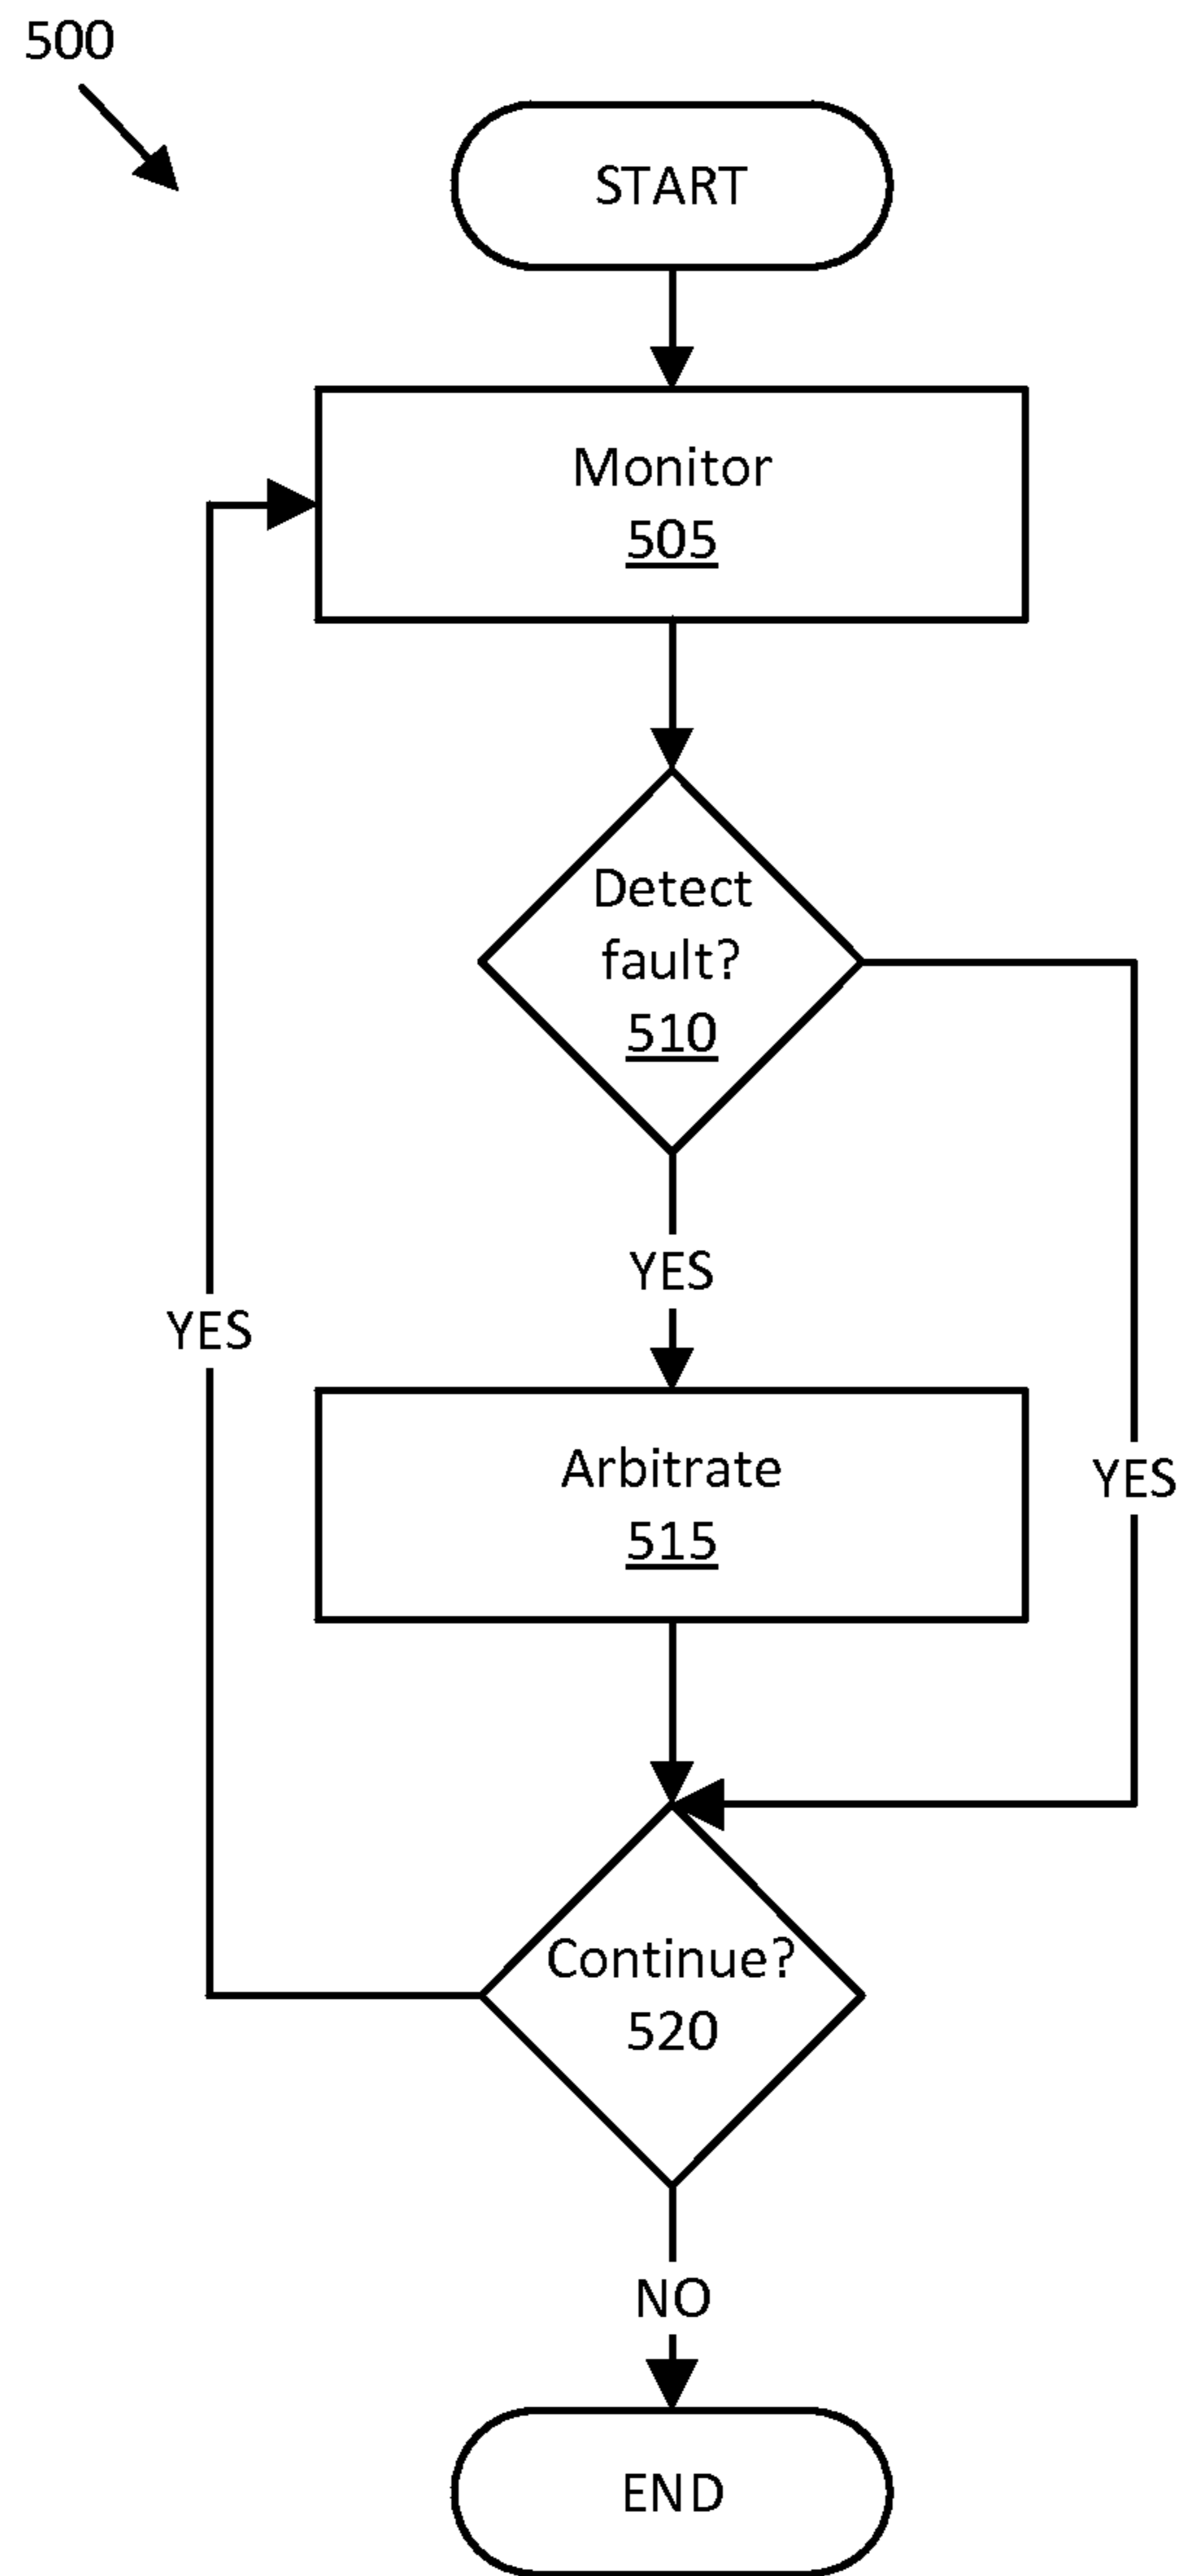 500
START
Monitor
505
Detect
fault?
510
YES
YES
Arbitrate
515
YES
Continue?
520
NO
END